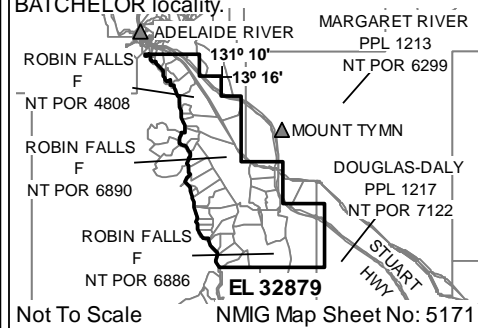 BATCHELOR locality.
MARGARET RIVER
PPL 1213
NT POR 6299
ADELAIDE RIVER
131º 10'
13º 16'
ROBIN FALLS
F
NT POR 4808
MOUNT TYMN
ROBIN FALLS
F
NT POR 6890
DOUGLAS-DALY
PPL 1217
NT POR 7122
ROBIN FALLS
F
NT POR 6886
STUART
HWY
EL 32879
Not To Scale
NMIG Map Sheet No: 5171